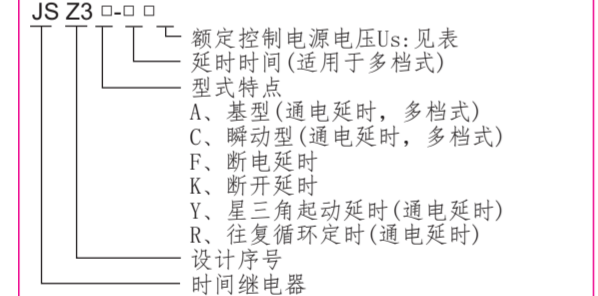 JS Z3 □-□ □
额定控制电源电压Us:见表
延时时间(适用于多档式)
型式特点
A、基型(通电延时，多档式)
C、瞬动型(通电延时，多档式)
F、断电延时
K、断开延时
Y、星三角起动延时(通电延时)
R、往复循环定时(通电延时)
设计序号
时间继电器